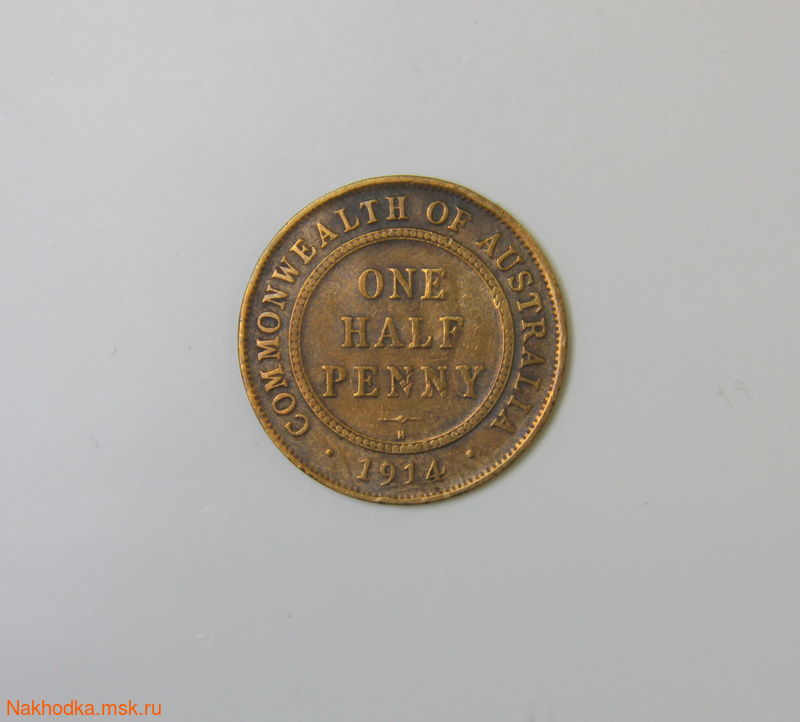 COMMONWEALTH OF AUSTRALIA
ONE
HALF
PENNY
H
· 1914 ·
Nakhodka.msk.ru